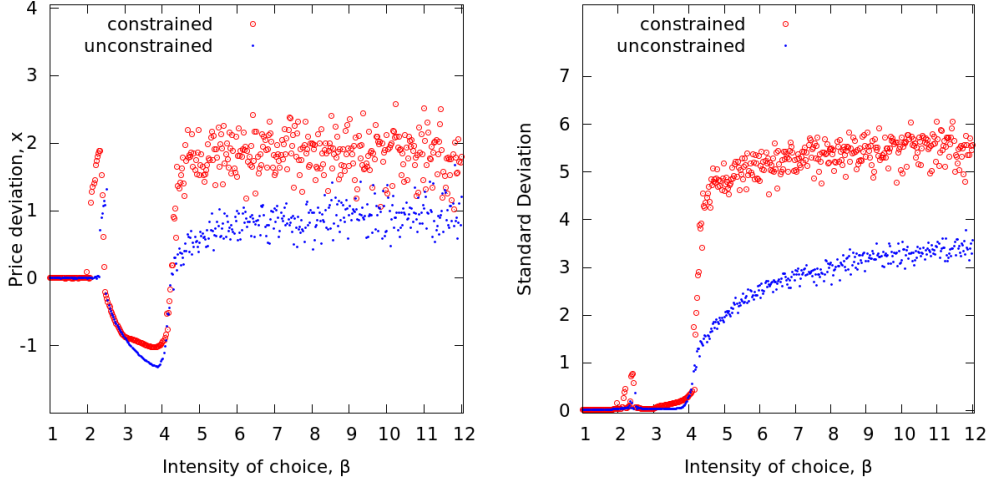 4
3
2
1
0
-1
Price deviation, x
constrained
unconstrained
1 2 3 4 5 6 7 8 9 10 11 12
Intensity of choice, β
7
6
5
4
3
2
1
0
Standard Deviation
constrained
unconstrained
1 2 3 4 5 6 7 8 9 10 11 12
Intensity of choice, β